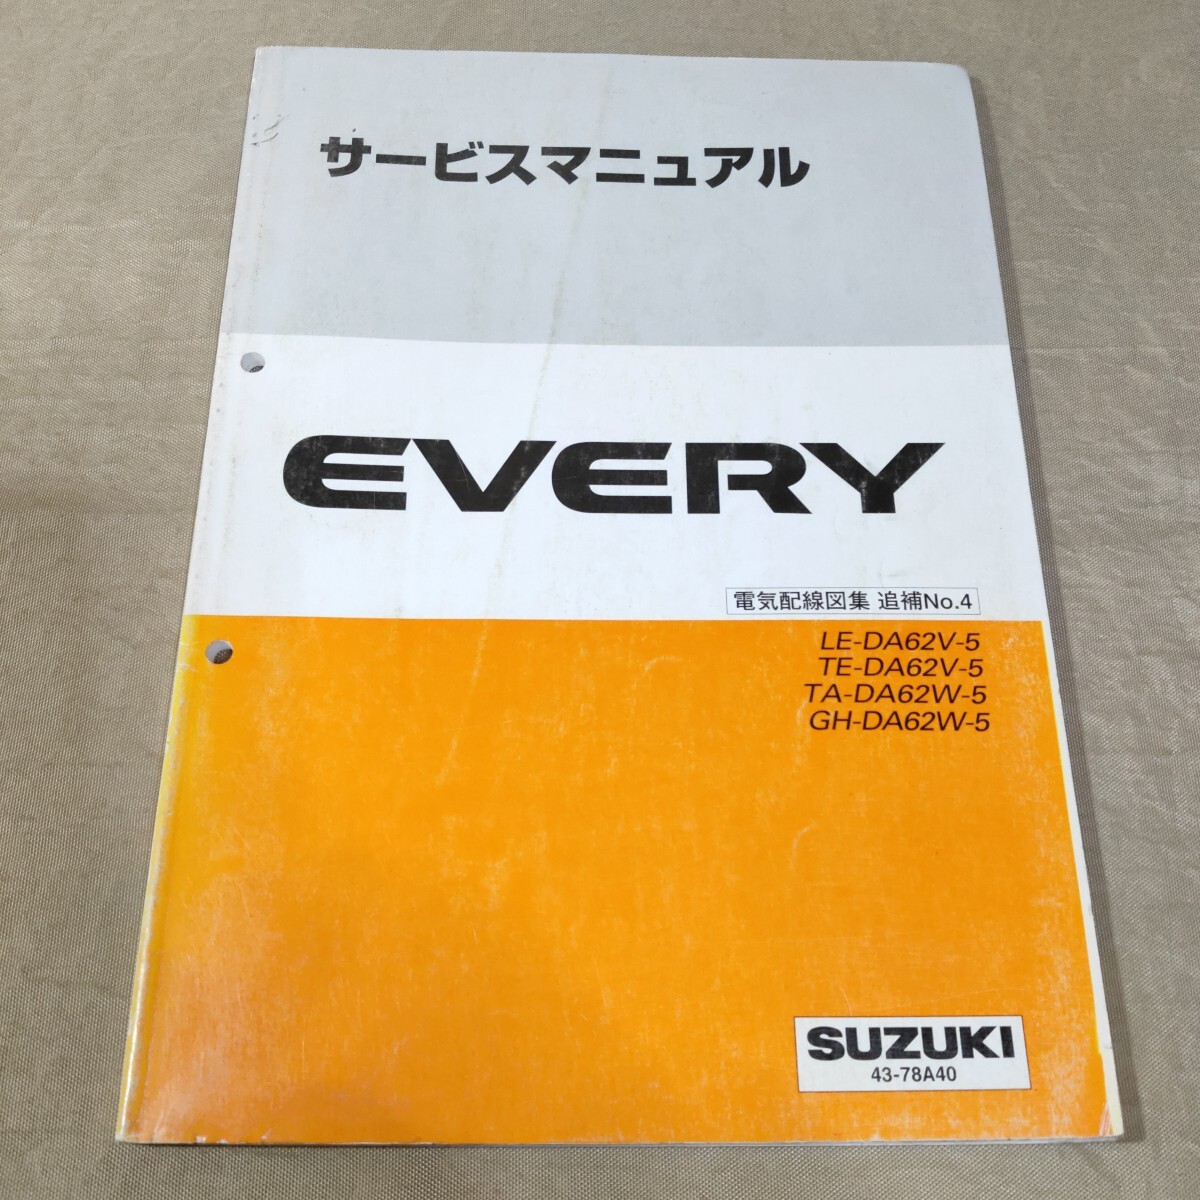 サービスマニュアル
EVERY
電気配線図集 追補No.4
LE-DA62V-5
TE-DA62V-5
TA-DA62W-5
GH-DA62W-5
SUZUKI
43-78A40